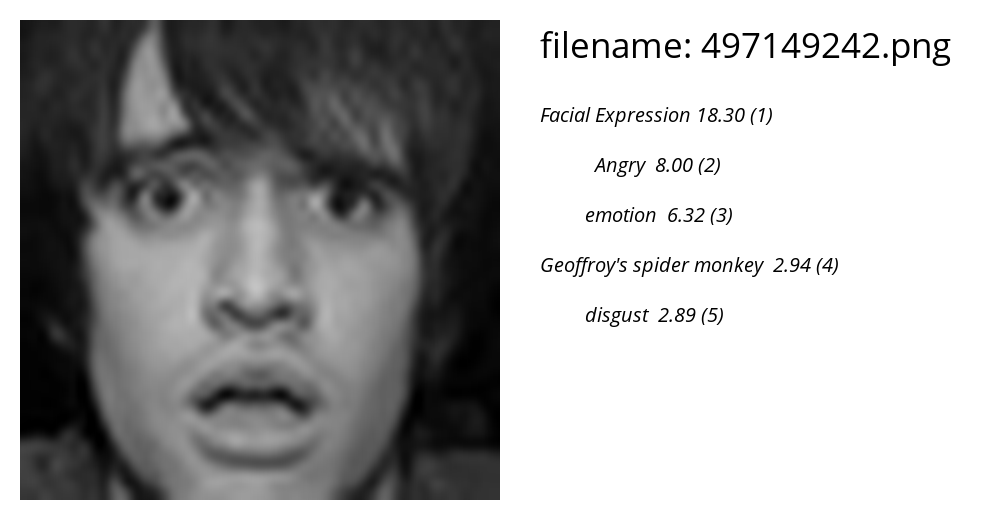 filename: 497149242.png
Facial Expression 18.30 (1)
Angry 8.00 (2)
emotion 6.32 (3)
Geoffroy's spider monkey 2.94 (4)
disgust 2.89 (5)